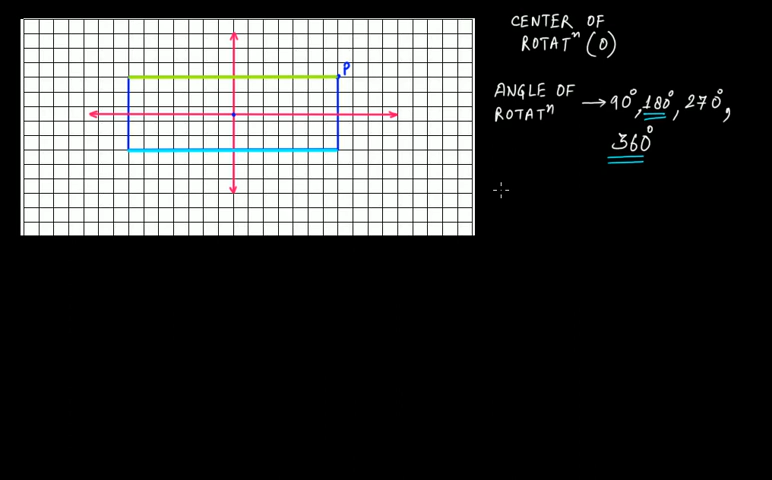 P
CENTER OF
ROTATⁿ (O)
ANGLE OF
ROTATⁿ → 90°, 180°, 270°,
360°